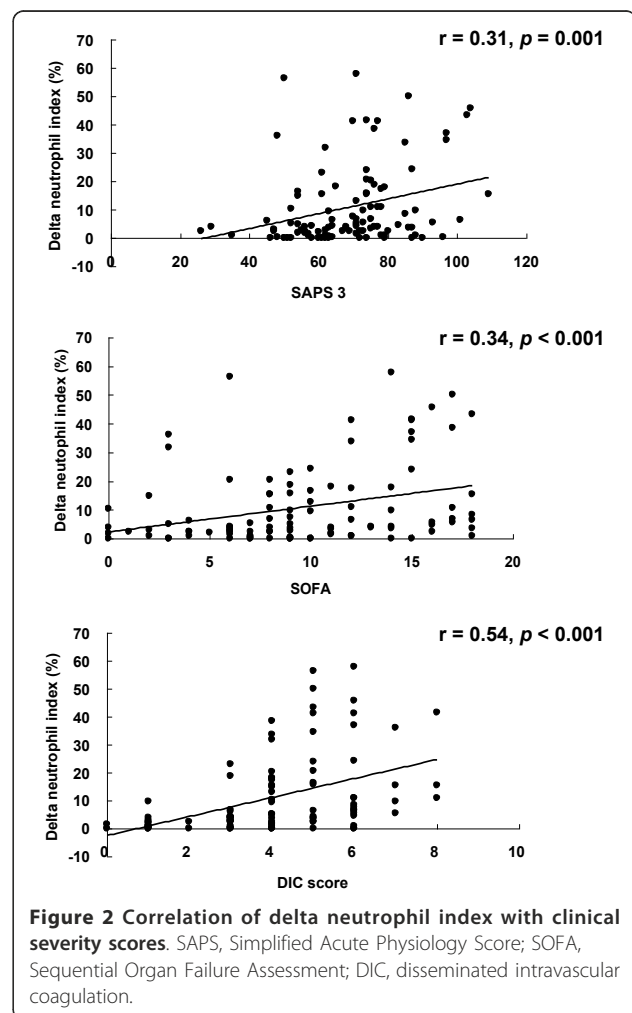 r = 0.31, p = 0.001
Delta neutrophil index (%)
70
60
50
40
30
20
10
0
-10
0 20 40 60 80 100 120
SAPS 3
r = 0.34, p < 0.001
Delta neutophil index (%)
70
60
50
40
30
20
10
0
-10
0 5 10 15 20
SOFA
r = 0.54, p < 0.001
Delta neutrophil index (%)
70
60
50
40
30
20
10
0
-10
0 2 4 6 8 10
DIC score
Figure 2 Correlation of delta neutrophil index with clinical
severity scores. SAPS, Simplified Acute Physiology Score; SOFA,
Sequential Organ Failure Assessment; DIC, disseminated intravascular
coagulation.